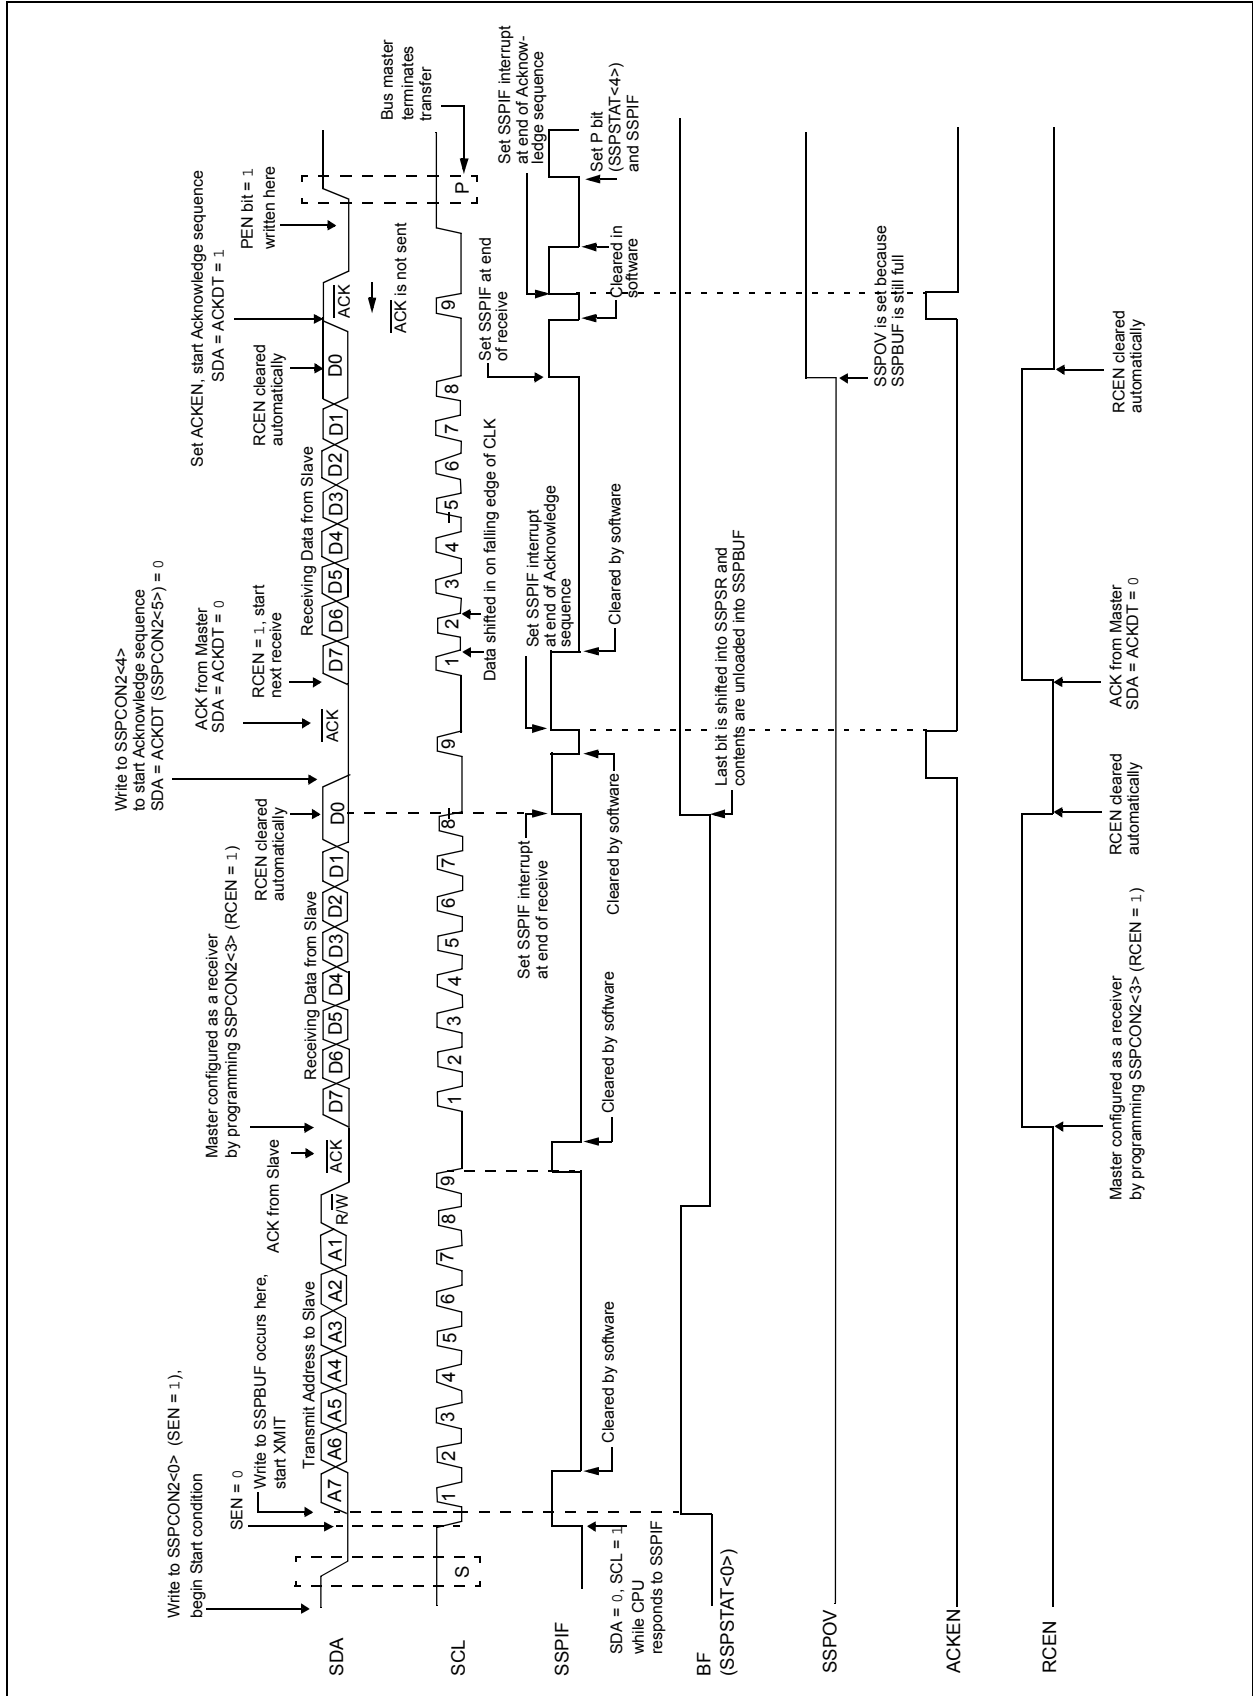 Write to SSPCON2<0> (SEN = 1),
begin Start condition
SEN = 0
Write to SSPBUF occurs here,
start XMIT
ACK from Slave
Master configured as a receiver
by programming SSPCON2<3> (RCEN = 1)
RCEN cleared
automatically
Write to SSPCON2<4>
to start Acknowledge sequence
SDA = ACKDT (SSPCON2<5>) = 0
ACK from Master
SDA = ACKDT = 0
RCEN = 1, start
next receive
RCEN cleared
automatically
Set ACKEN, start Acknowledge sequence
SDA = ACKDT = 1
PEN bit = 1
written here
Transmit Address to Slave
Receiving Data from Slave
Receiving Data from Slave
SDA
A7 A6 A5 A4 A3 A2 A1 R/W ACK D7 D6 D5 D4 D3 D2 D1 D0 ACK D7 D6 D5 D4 D3 D2 D1 D0 ACK
ACK is not sent
Bus master
terminates
transfer
SCL
S 1 2 3 4 5 6 7 8 9 1 2 3 4 5 6 7 8 9 1 2 3 4 5 6 7 8 9 P
Data shifted in on falling edge of CLK
Set SSPIF interrupt
at end of receive
Set SSPIF interrupt
at end of Acknowledge
sequence
Set SSPIF at end
of receive
Set SSPIF interrupt
at end of Acknow-
ledge sequence
SSPIF
SDA = 0, SCL = 1
while CPU
responds to SSPIF
Cleared by software
Cleared by software
Cleared by software
Cleared by software
Cleared in
software
Set P bit
(SSPSTAT<4>)
and SSPIF
BF
(SSPSTAT<0>)
Last bit is shifted into SSPSR and
contents are unloaded into SSPBUF
SSPOV
SSPOV is set because
SSPBUF is still full
ACKEN
RCEN
Master configured as a receiver
by programming SSPCON2<3> (RCEN = 1)
RCEN cleared
automatically
ACK from Master
SDA = ACKDT = 0
RCEN cleared
automatically